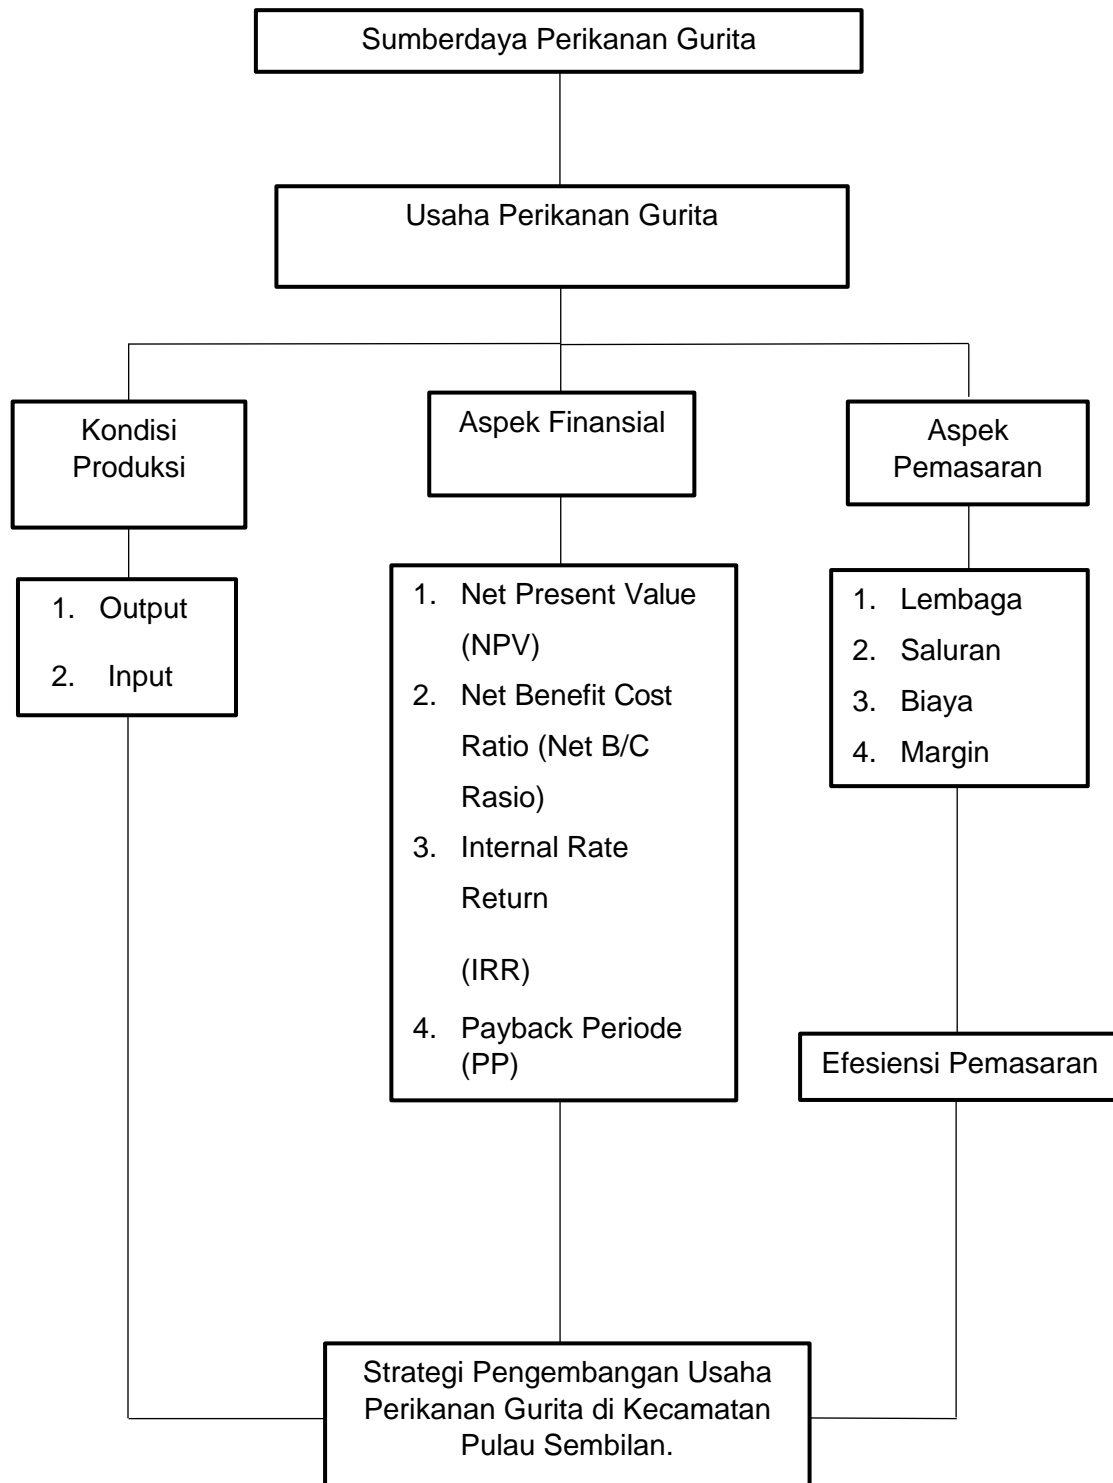 Sumberdaya Perikanan Gurita
Usaha Perikanan Gurita
Kondisi
Produksi
Aspek Finansial
Aspek
Pemasaran
1. Output
2. Input
1. Net Present Value
(NPV)
2. Net Benefit Cost
Ratio (Net B/C
Rasio)
3. Internal Rate
Return
(IRR)
4. Payback Periode
(PP)
1. Lembaga
2. Saluran
3. Biaya
4. Margin
Efesiensi Pemasaran
Strategi Pengembangan Usaha
Perikanan Gurita di Kecamatan
Pulau Sembilan.